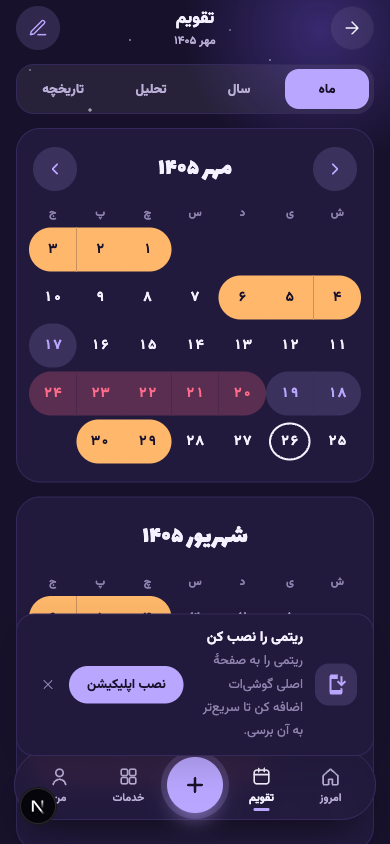 تقویم
مهر ۱۴۰۵
ماه سال تحلیل تاریخچه
مهر ۱۴۰۵
ش ی د س چ پ ج
۱ ۲ ۳
۴ ۵ ۶ ۷ ۸ ۹ ۱۰
۱۱ ۱۲ ۱۳ ۱۴ ۱۵ ۱۶ ۱۷
۱۸ ۱۹ ۲۰ ۲۱ ۲۲ ۲۳ ۲۴
۲۵ ۲۶ ۲۷ ۲۸ ۲۹ ۳۰
شهریور ۱۴۰۵
ش ی د س چ پ ج
ریتمی را نصب کن
ریتمی را به صفحهٔ
اصلی گوشی‌ات
اضافه کن تا سریع‌تر
به آن برسی.
نصب اپلیکیشن
امروز تقویم خدمات من
N